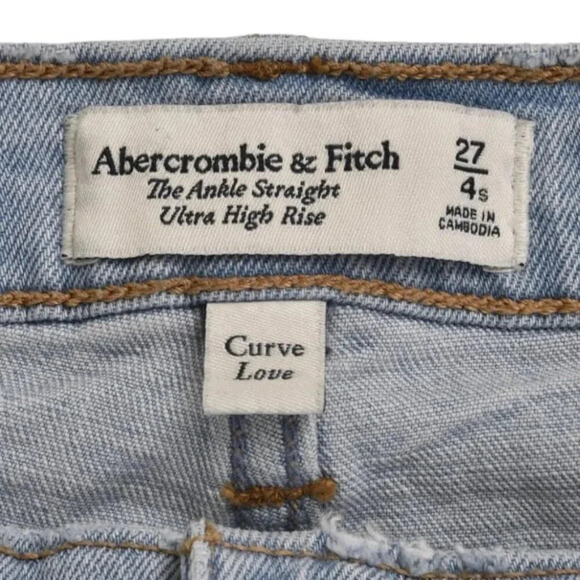 Abercrombie & Fitch
The Ankle Straight
Ultra High Rise
27
4s
MADE IN
CAMBODIA
Curve
Love